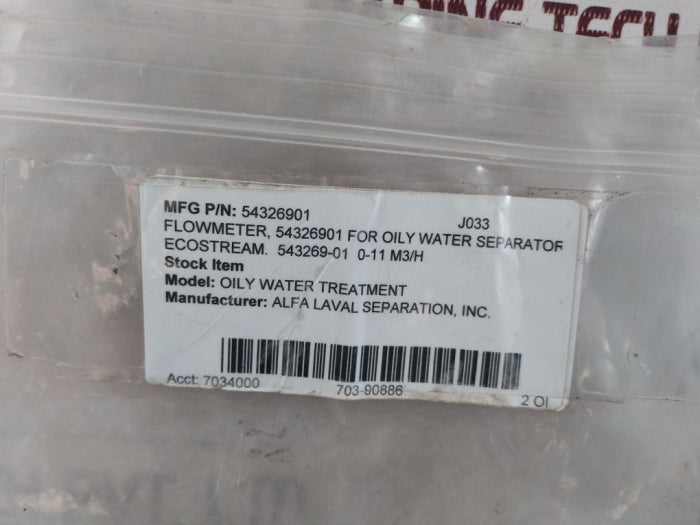 TECH
MFG P/N: 54326901 J033
FLOWMETER, 54326901 FOR OILY WATER SEPARATOR
ECOSTREAM. 543269-01 0-11 M3/H
Stock Item
Model: OILY WATER TREATMENT
Manufacturer: ALFA LAVAL SEPARATION, INC.
Acct: 7034000 703-90886 2 OI